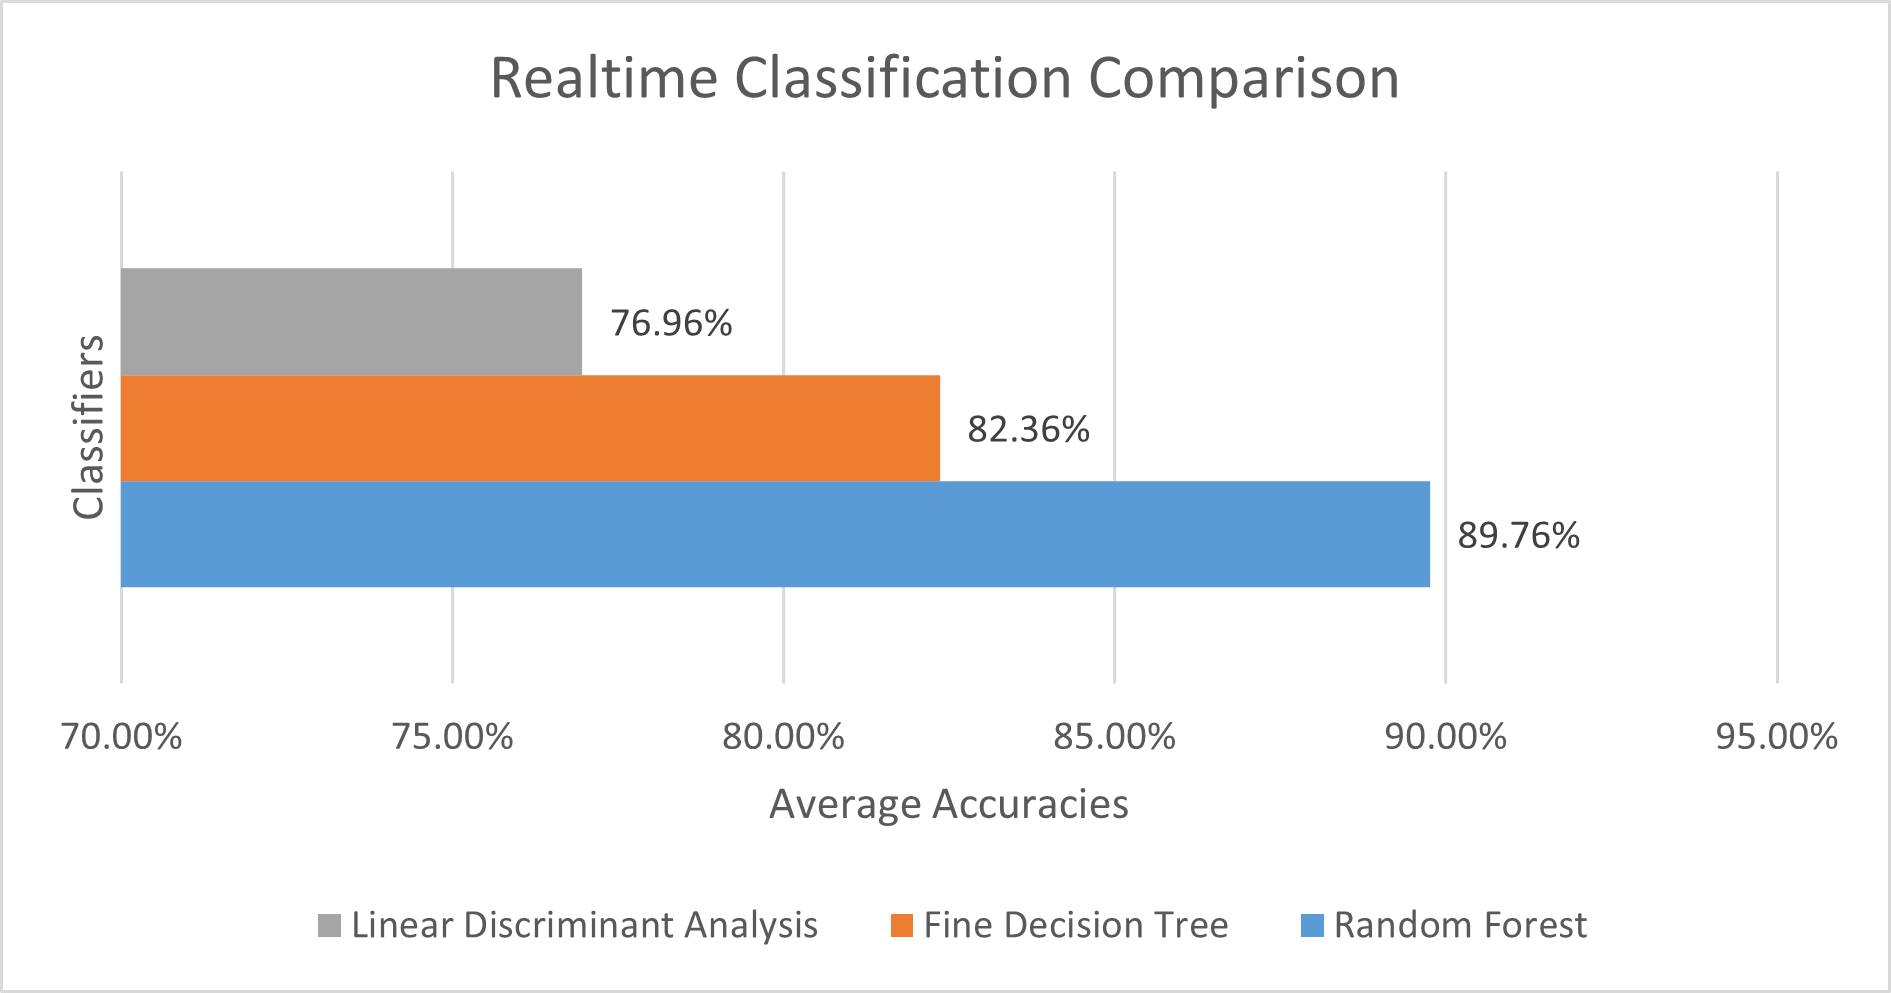 Realtime Classification Comparison
Classifiers
76.96%
82.36%
89.76%
70.00% 75.00% 80.00% 85.00% 90.00% 95.00%
Average Accuracies
Linear Discriminant Analysis Fine Decision Tree Random Forest